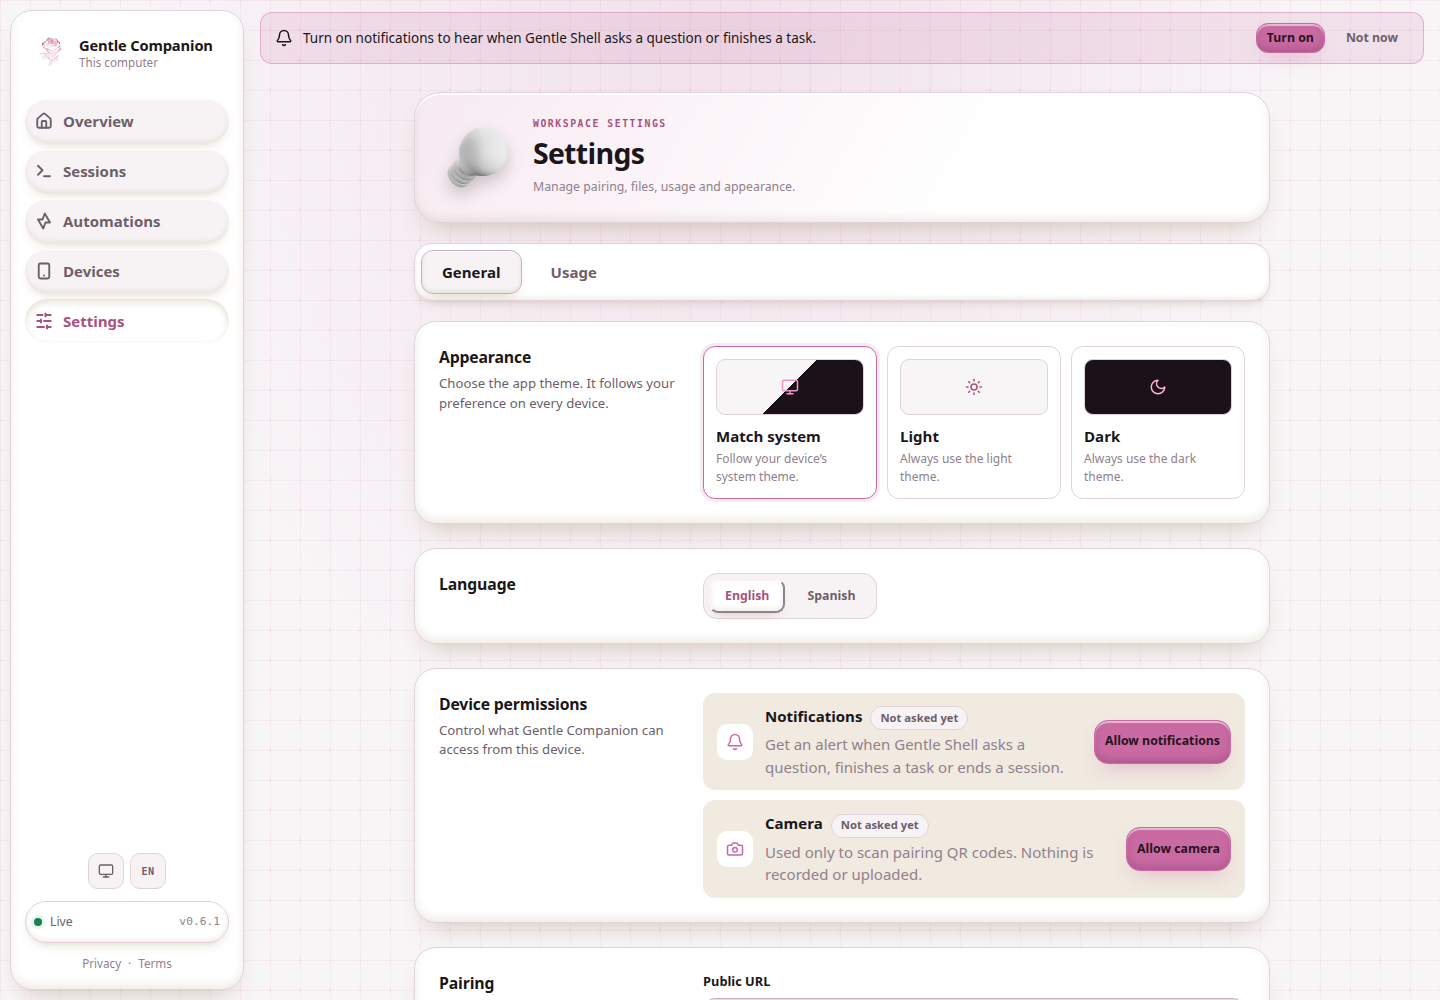 Gentle Companion
This computer
Overview
Sessions
Automations
Devices
Settings
EN
Live
v0.6.1
Privacy · Terms
Turn on notifications to hear when Gentle Shell asks a question or finishes a task.
Turn on
Not now
WORKSPACE SETTINGS
Settings
Manage pairing, files, usage and appearance.
General
Usage
Appearance
Choose the app theme. It follows your
preference on every device.
Match system
Follow your device's
system theme.
Light
Always use the light
theme.
Dark
Always use the dark
theme.
Language
English
Spanish
Device permissions
Control what Gentle Companion can
access from this device.
Notifications
Not asked yet
Get an alert when Gentle Shell asks a
question, finishes a task or ends a session.
Allow notifications
Camera
Not asked yet
Used only to scan pairing QR codes. Nothing is
recorded or uploaded.
Allow camera
Pairing
Public URL